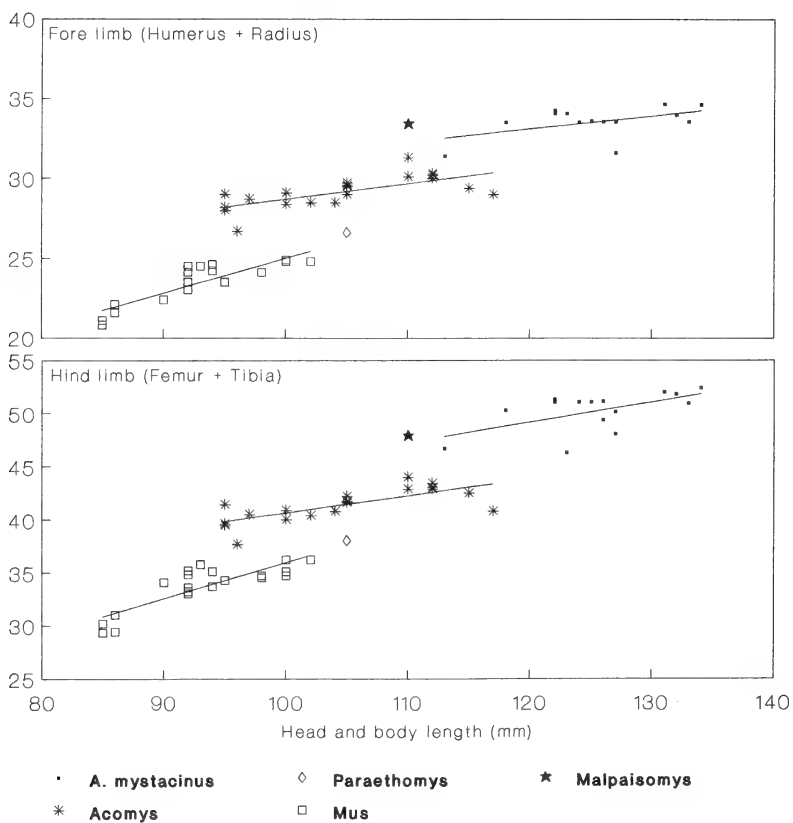 40
Fore limb (Humerus + Radius)
35
30
25
20
55
Hind limb (Femur + Tibia)
50
45
40
35
30
25
80 90 100 110 120 130 140
Head and body length (mm)
A. mystacinus Paraethomys Malpaisomys
Acomys Mus